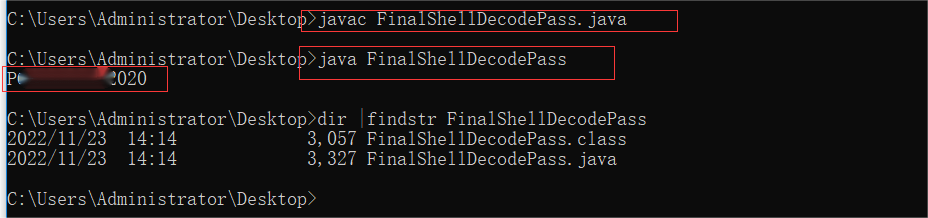 C:\Users\Administrator\Desktop>javac FinalShellDecodePass.java
C:\Users\Administrator\Desktop>java FinalShellDecodePass
2020
C:\Users\Administrator\Desktop>dir |findstr FinalShellDecodePass
2022/11/23  14:14             3,057 FinalShellDecodePass.class
2022/11/23  14:14             3,327 FinalShellDecodePass.java
C:\Users\Administrator\Desktop>